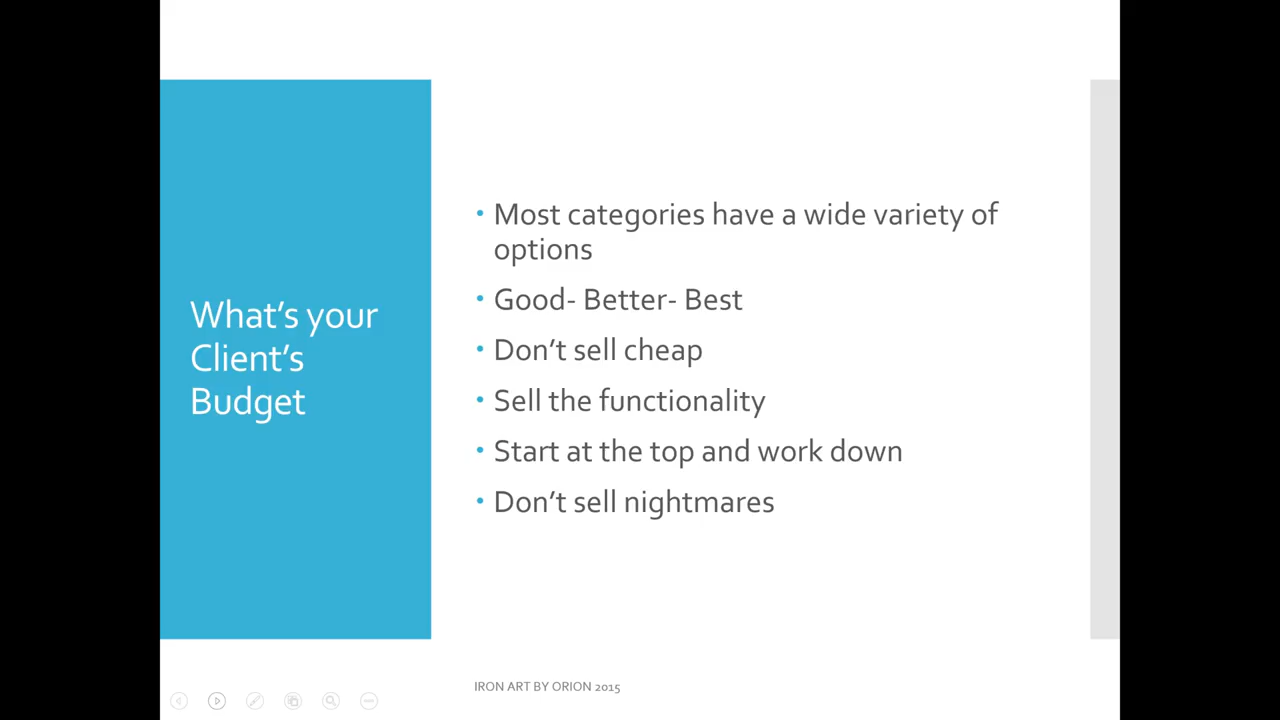 What's your
Client's
Budget
• Most categories have a wide variety of
options
• Good- Better- Best
• Don't sell cheap
• Sell the functionality
• Start at the top and work down
• Don't sell nightmares
IRON ART BY ORION 2015